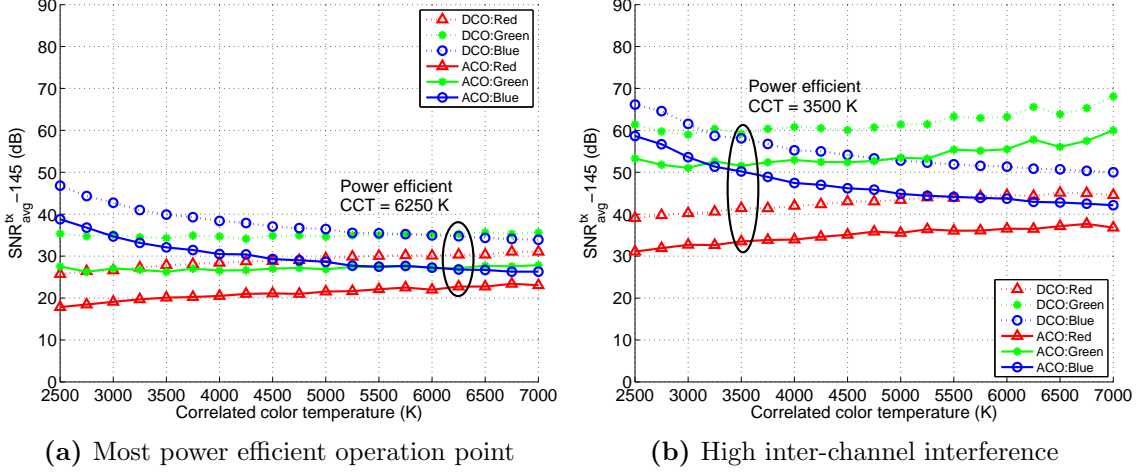 90
80
70
60
50
40
30
20
10
0
SNR^tx_avg − 145 (dB)
DCO:Red
DCO:Green
DCO:Blue
ACO:Red
ACO:Green
ACO:Blue
Power efficient
CCT = 6250 K
2500 3000 3500 4000 4500 5000 5500 6000 6500 7000
Correlated color temperature (K)
(a) Most power efficient operation point
90
80
70
60
50
40
30
20
10
0
SNR^tx_avg − 145 (dB)
Power efficient
CCT = 3500 K
DCO:Red
DCO:Green
DCO:Blue
ACO:Red
ACO:Green
ACO:Blue
2500 3000 3500 4000 4500 5000 5500 6000 6500 7000
Correlated color temperature (K)
(b) High inter-channel interference